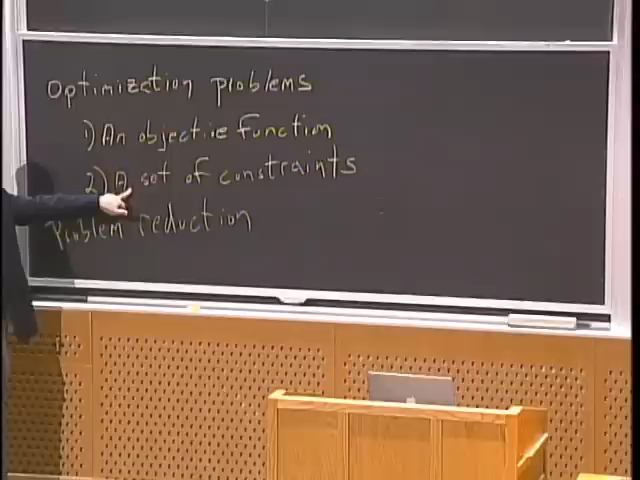 Optimization problems
1) An objective function
2) A set of constraints
Problem reduction